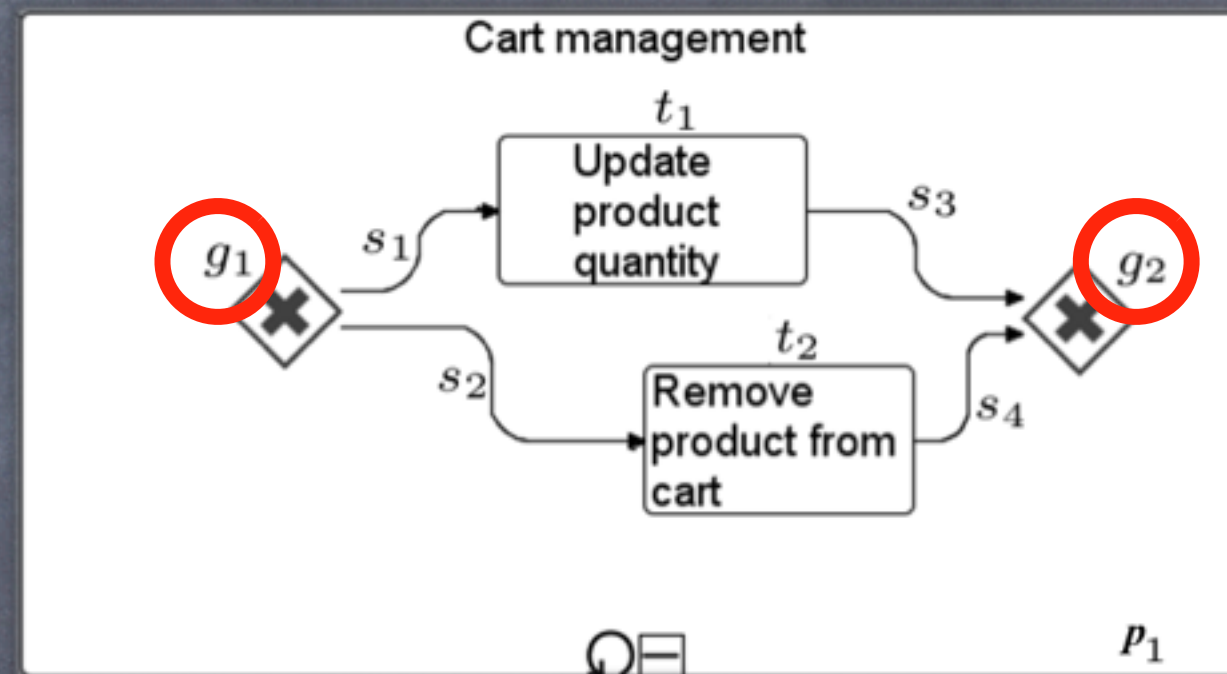 Cart management
t1
Update
product
quantity
s3
g1
s1
g2
t2
s2
Remove
product from
cart
s4
p1